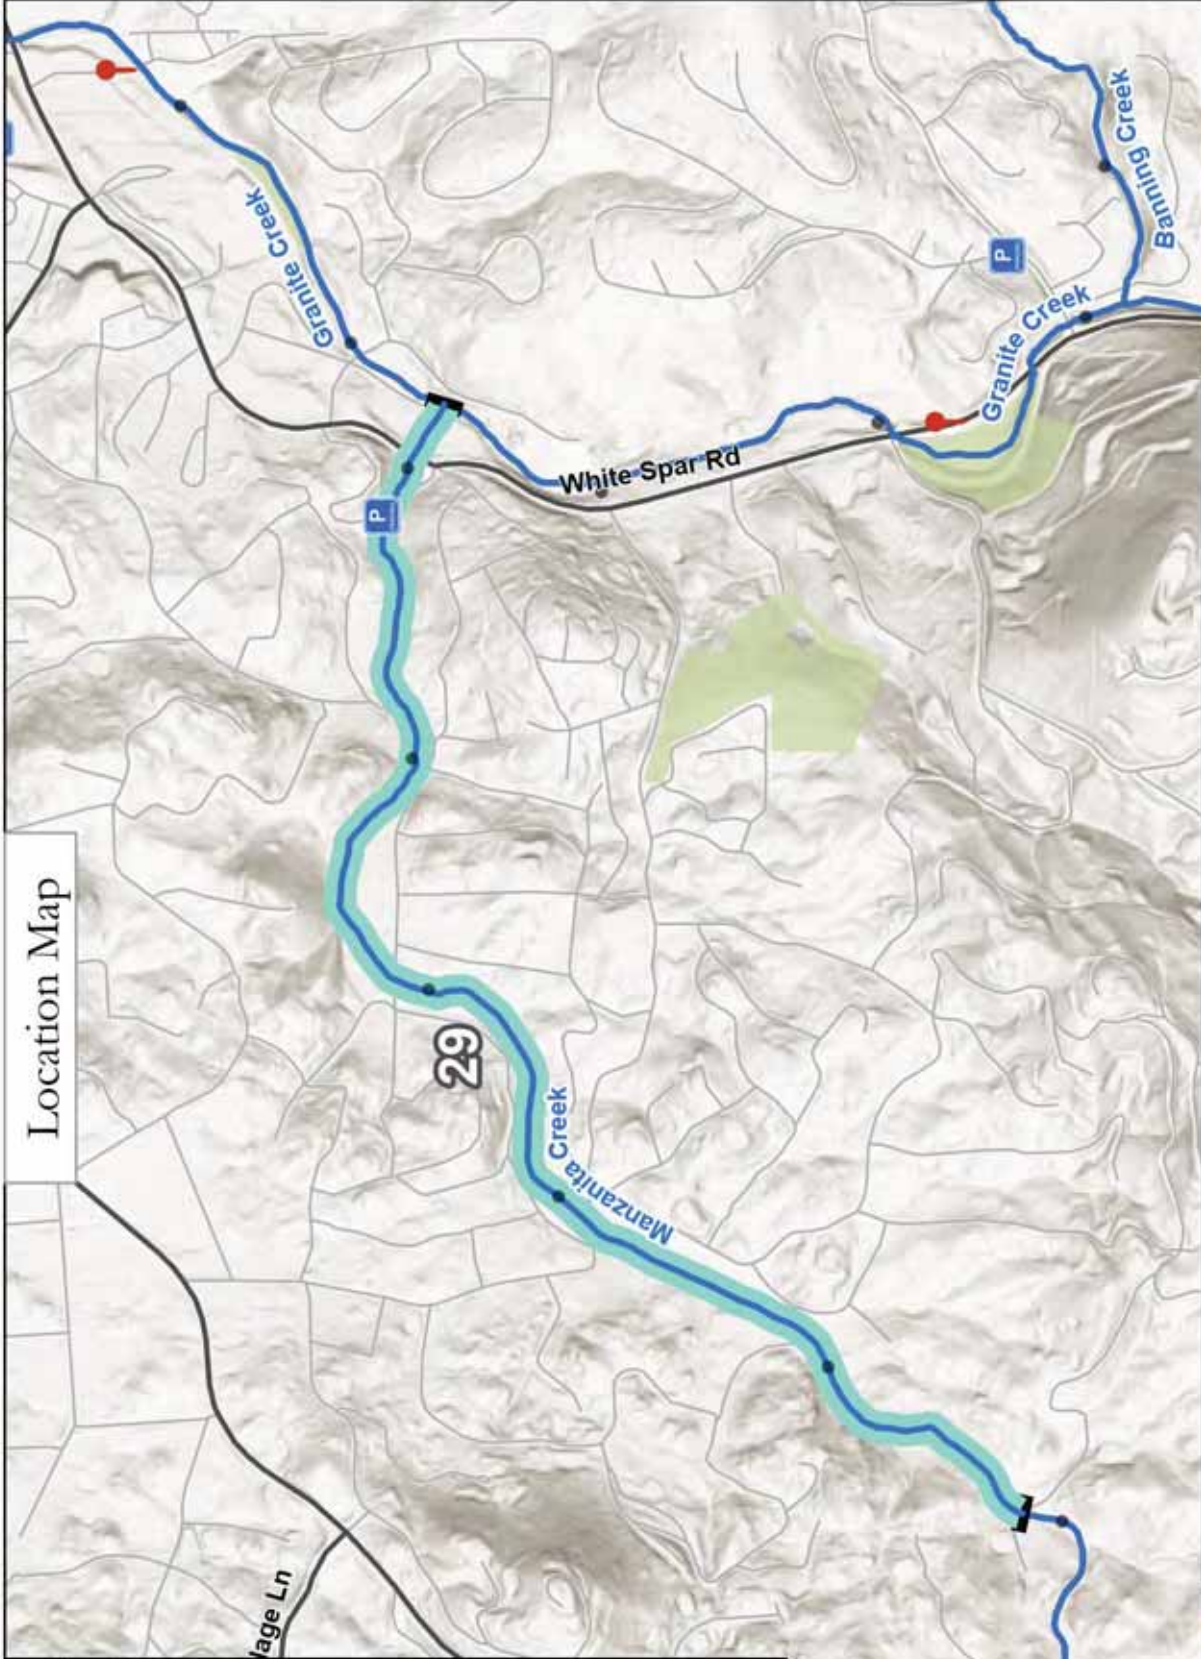 Location Map
Granite Creek
Banning Creek
P
Granite Creek
White Spar Rd
P
29
Manzanita Creek
lage Ln